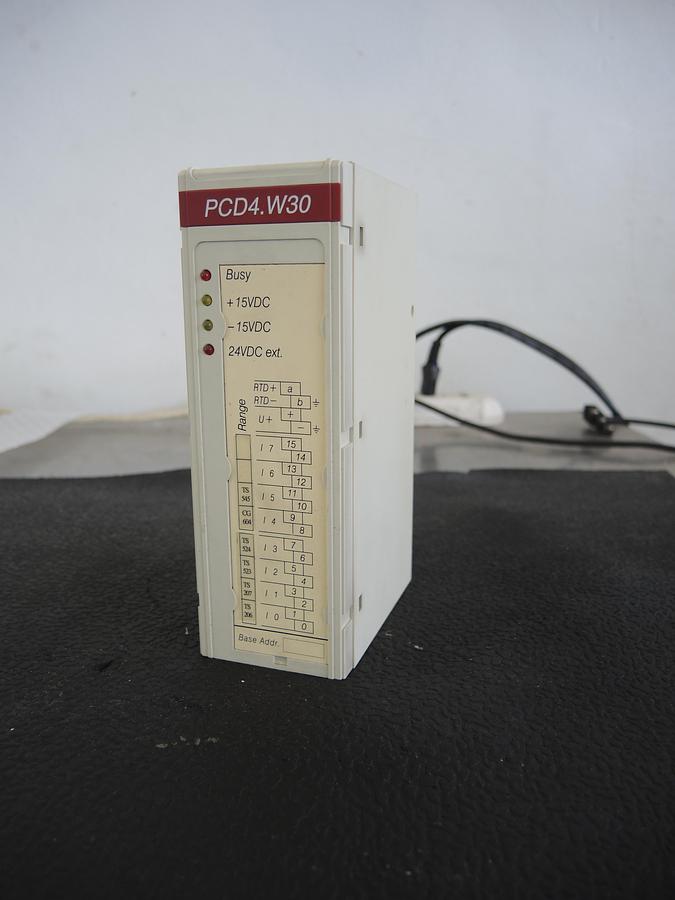 PCD4.W30
Busy
+15VDC
-15VDC
24VDC ext.
Range
RTD+ a
RTD- b
U+ +
-
I 7 15
14
I 6 13
12
TS 545 I 5 11
10
CG 604 I 4 9
8
TS 524 I 3 7
6
TS 523 I 2 5
4
TS 207 I 1 3
2
TS 206 I 0 1
0
Base Addr.